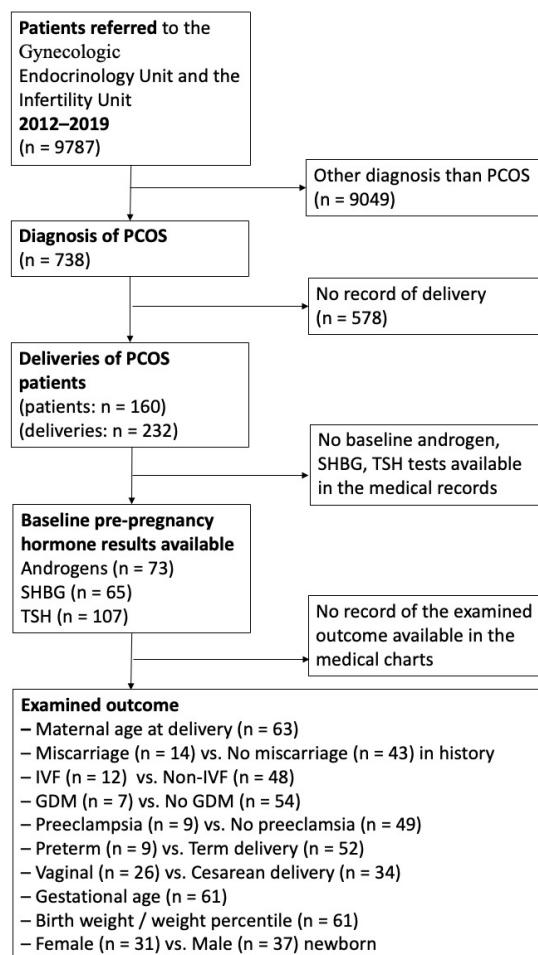 Patients referred to the
Gynecologic
Endocrinology Unit and the
Infertility Unit
2012–2019
(n = 9787)
Other diagnosis than PCOS
(n = 9049)
Diagnosis of PCOS
(n = 738)
No record of delivery
(n = 578)
Deliveries of PCOS
patients
(patients: n = 160)
(deliveries: n = 232)
No baseline androgen,
SHBG, TSH tests available
in the medical records
Baseline pre-pregnancy
hormone results available
Androgens (n = 73)
SHBG (n = 65)
TSH (n = 107)
No record of the examined
outcome available in the
medical charts
Examined outcome
– Maternal age at delivery (n = 63)
– Miscarriage (n = 14) vs. No miscarriage (n = 43) in history
– IVF (n = 12) vs. Non-IVF (n = 48)
– GDM (n = 7) vs. No GDM (n = 54)
– Preeclampsia (n = 9) vs. No preeclamsia (n = 49)
– Preterm (n = 9) vs. Term delivery (n = 52)
– Vaginal (n = 26) vs. Cesarean delivery (n = 34)
– Gestational age (n = 61)
– Birth weight / weight percentile (n = 61)
– Female (n = 31) vs. Male (n = 37) newborn